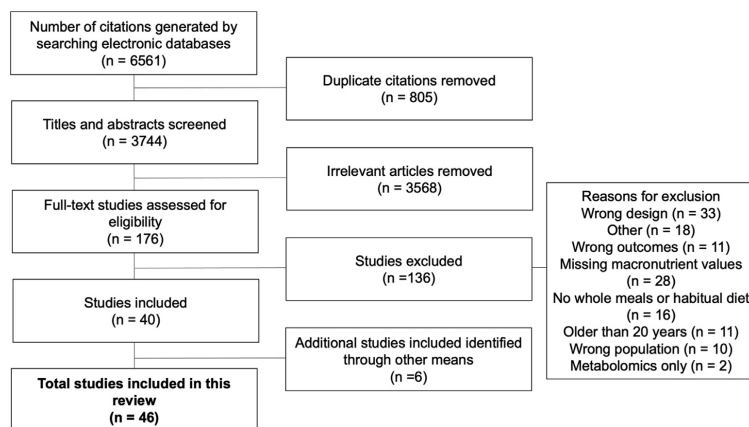 Number of citations generated by
searching electronic databases
(n = 6561)
Duplicate citations removed
(n = 805)
Titles and abstracts screened
(n = 3744)
Irrelevant articles removed
(n = 3568)
Full-text studies assessed for
eligibility
(n = 176)
Studies excluded
(n =136)
Reasons for exclusion
Wrong design (n = 33)
Other (n = 18)
Wrong outcomes (n = 11)
Missing macronutrient values
(n = 28)
No whole meals or habitual diet
(n = 16)
Older than 20 years (n = 11)
Wrong population (n = 10)
Metabolomics only (n = 2)
Studies included
(n = 40)
Additional studies included identified
through other means
(n =6)
Total studies included in this
review
(n = 46)